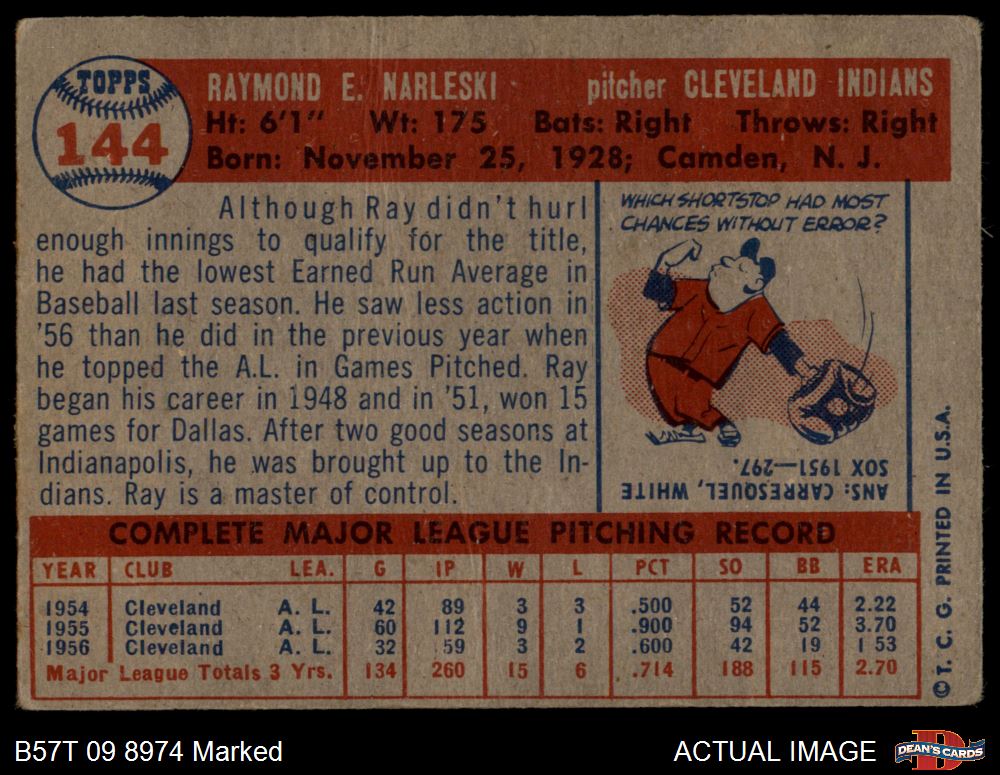 TOPPS
144
RAYMOND E. NARLESKI pitcher CLEVELAND INDIANS
Ht: 6'1" Wt: 175 Bats: Right Throws: Right
Born: November 25, 1928; Camden, N. J.
Although Ray didn't hurl
enough innings to qualify for the title,
he had the lowest Earned Run Average in
Baseball last season. He saw less action in
'56 than he did in the previous year when
he topped the A.L. in Games Pitched. Ray
began his career in 1948 and in '51, won 15
games for Dallas. After two good seasons at
Indianapolis, he was brought up to the In-
dians. Ray is a master of control.
WHICH SHORTSTOP HAD MOST
CHANCES WITHOUT ERROR?
ANS: CARRESQUEL, WHITE
SOX 1951—297.
COMPLETE MAJOR LEAGUE PITCHING RECORD
YEAR CLUB LEA. G IP W L PCT SO BB ERA
1954 Cleveland A. L. 42 89 3 3 .500 52 44 2.22
1955 Cleveland A. L. 60 112 9 1 .900 94 52 3.70
1956 Cleveland A. L. 32 59 3 2 .600 42 19 1 53
Major League Totals 3 Yrs. 134 260 15 6 .714 188 115 2.70
© T. C. G. PRINTED IN U.S.A.
B57T 09 8974 Marked
ACTUAL IMAGE
DEAN'S CARDS